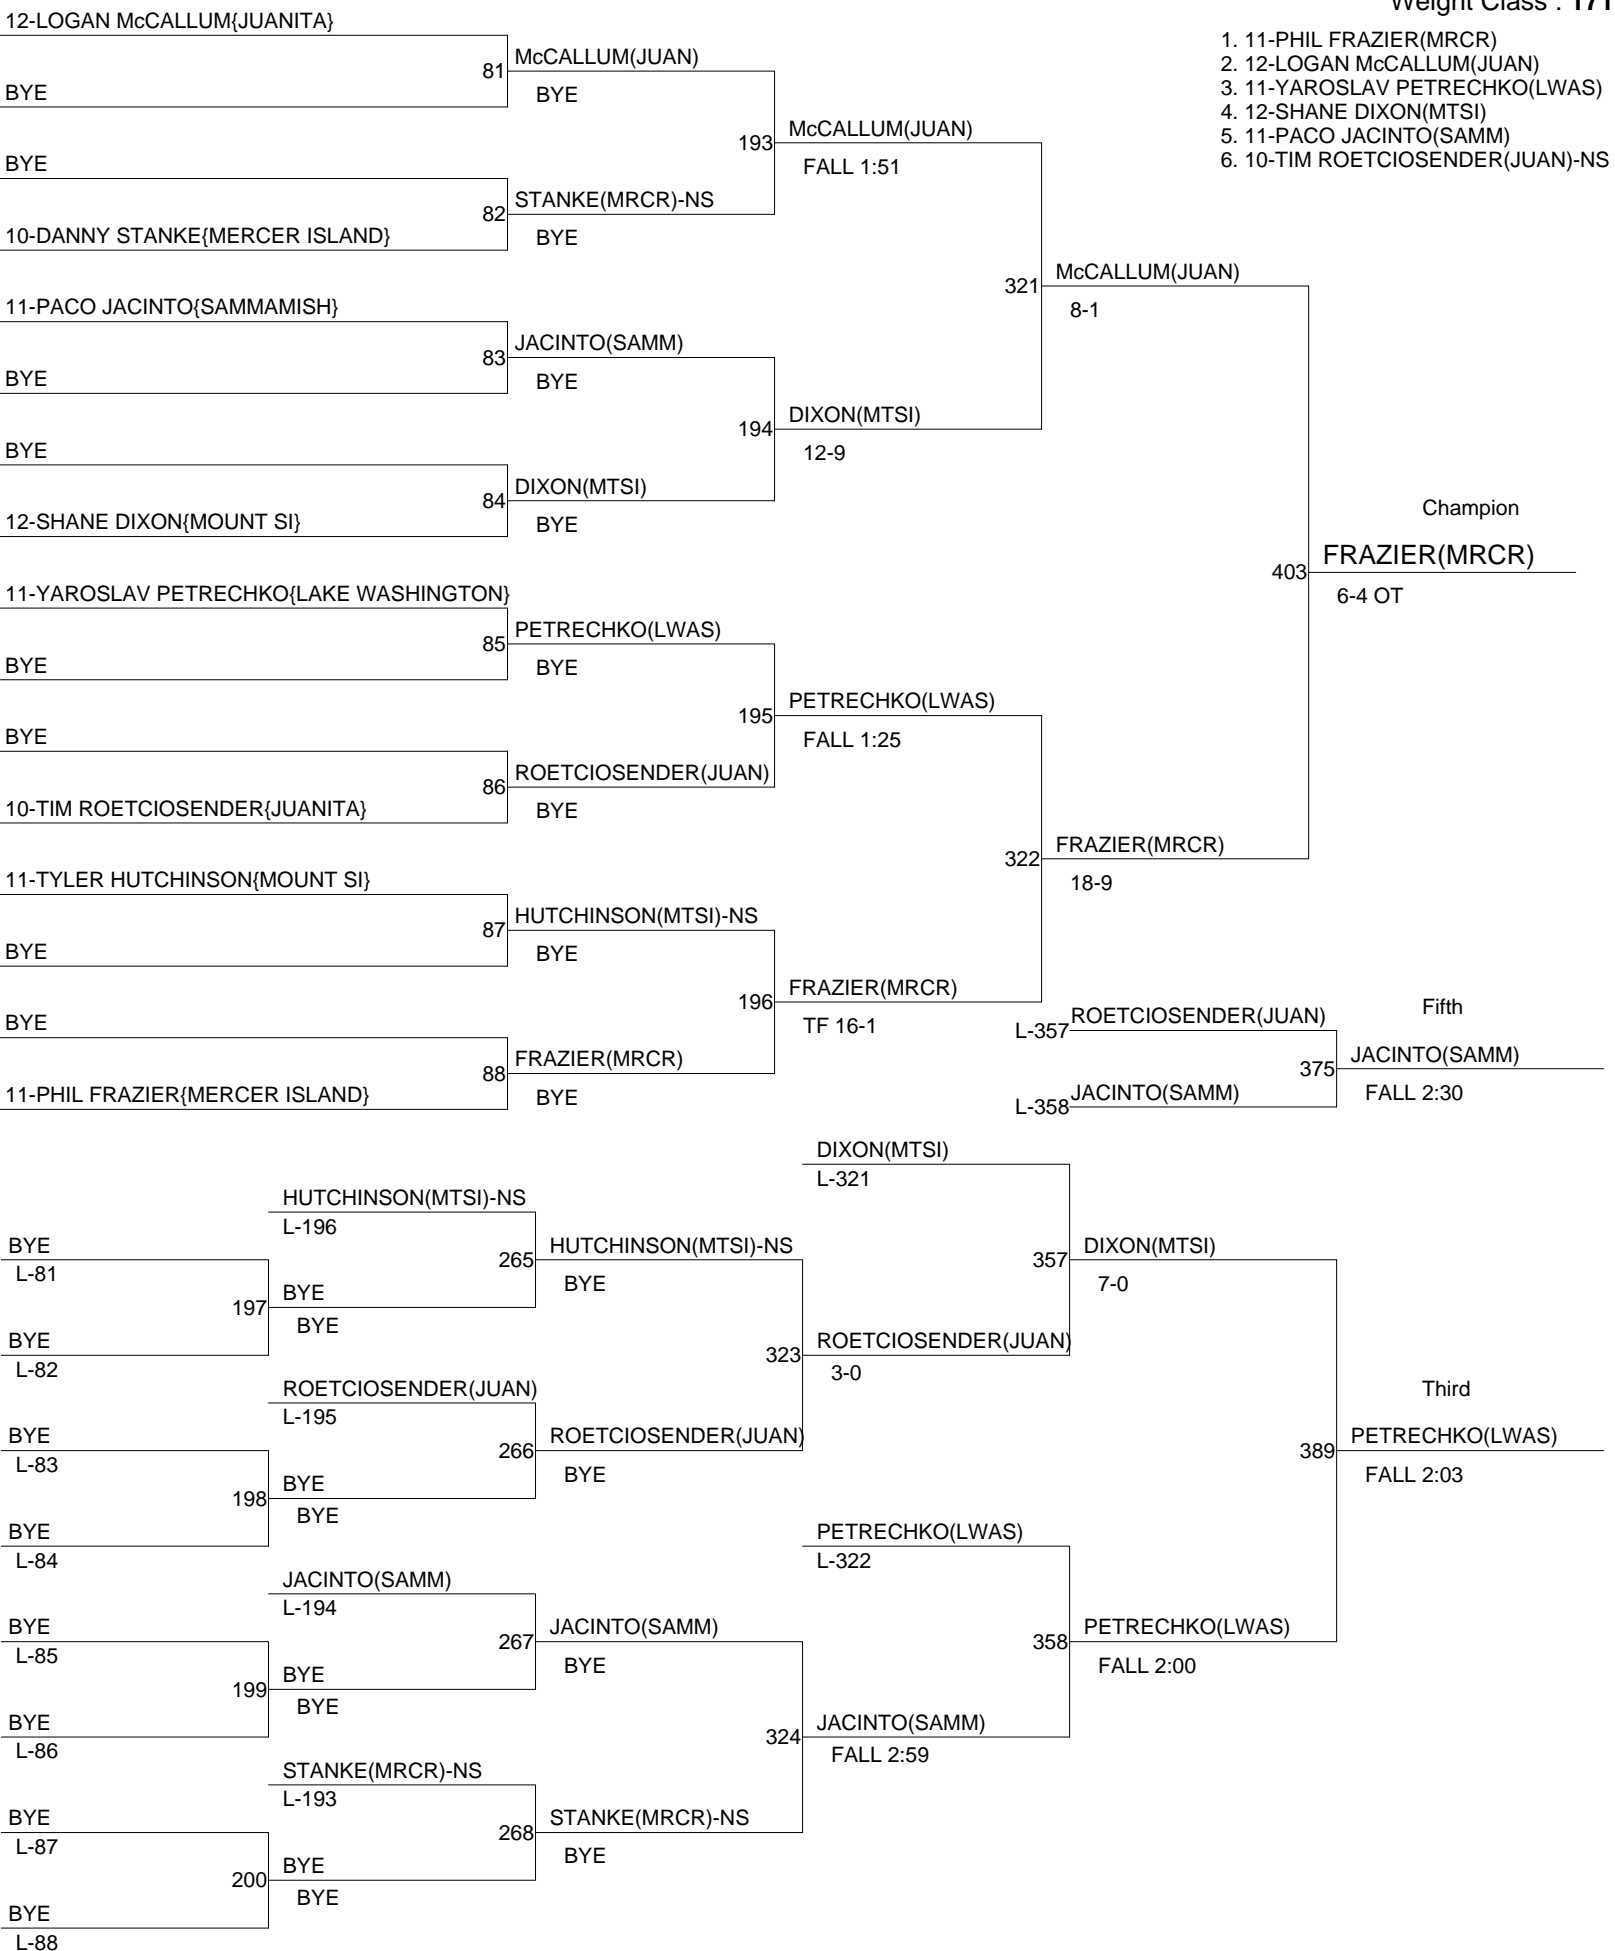 Weight Class : 171
1. 11-PHIL FRAZIER(MRCR)
2. 12-LOGAN McCALLUM(JUAN)
3. 11-YAROSLAV PETRECHKO(LWAS)
4. 12-SHANE DIXON(MTSI)
5. 11-PACO JACINTO(SAMM)
6. 10-TIM ROETCIOSENDER(JUAN)-NS
12-LOGAN McCALLUM{JUANITA}
81
McCALLUM(JUAN)
BYE
BYE
193
McCALLUM(JUAN)
FALL 1:51
BYE
82
STANKE(MRCR)-NS
10-DANNY STANKE{MERCER ISLAND}
BYE
321
McCALLUM(JUAN)
8-1
11-PACO JACINTO{SAMMAMISH}
83
JACINTO(SAMM)
BYE
BYE
194
DIXON(MTSI)
12-9
BYE
84
DIXON(MTSI)
12-SHANE DIXON{MOUNT SI}
BYE
Champion
403
FRAZIER(MRCR)
6-4 OT
11-YAROSLAV PETRECHKO{LAKE WASHINGTON}
85
PETRECHKO(LWAS)
BYE
BYE
195
PETRECHKO(LWAS)
FALL 1:25
BYE
86
ROETCIOSENDER(JUAN)
10-TIM ROETCIOSENDER{JUANITA}
BYE
322
FRAZIER(MRCR)
18-9
11-TYLER HUTCHINSON{MOUNT SI}
87
HUTCHINSON(MTSI)-NS
BYE
BYE
196
FRAZIER(MRCR)
TF 16-1
BYE
88
FRAZIER(MRCR)
11-PHIL FRAZIER{MERCER ISLAND}
BYE
Fifth
L-357
ROETCIOSENDER(JUAN)
375
JACINTO(SAMM)
FALL 2:30
L-358
JACINTO(SAMM)
DIXON(MTSI)
L-321
HUTCHINSON(MTSI)-NS
L-196
BYE
L-81
265
HUTCHINSON(MTSI)-NS
BYE
357
DIXON(MTSI)
7-0
197
BYE
BYE
BYE
L-82
323
ROETCIOSENDER(JUAN)
3-0
ROETCIOSENDER(JUAN)
L-195
Third
BYE
L-83
266
ROETCIOSENDER(JUAN)
BYE
389
PETRECHKO(LWAS)
FALL 2:03
198
BYE
BYE
BYE
L-84
PETRECHKO(LWAS)
L-322
JACINTO(SAMM)
L-194
BYE
L-85
267
JACINTO(SAMM)
BYE
358
PETRECHKO(LWAS)
FALL 2:00
199
BYE
BYE
BYE
L-86
324
JACINTO(SAMM)
FALL 2:59
STANKE(MRCR)-NS
L-193
BYE
L-87
268
STANKE(MRCR)-NS
BYE
200
BYE
BYE
BYE
L-88